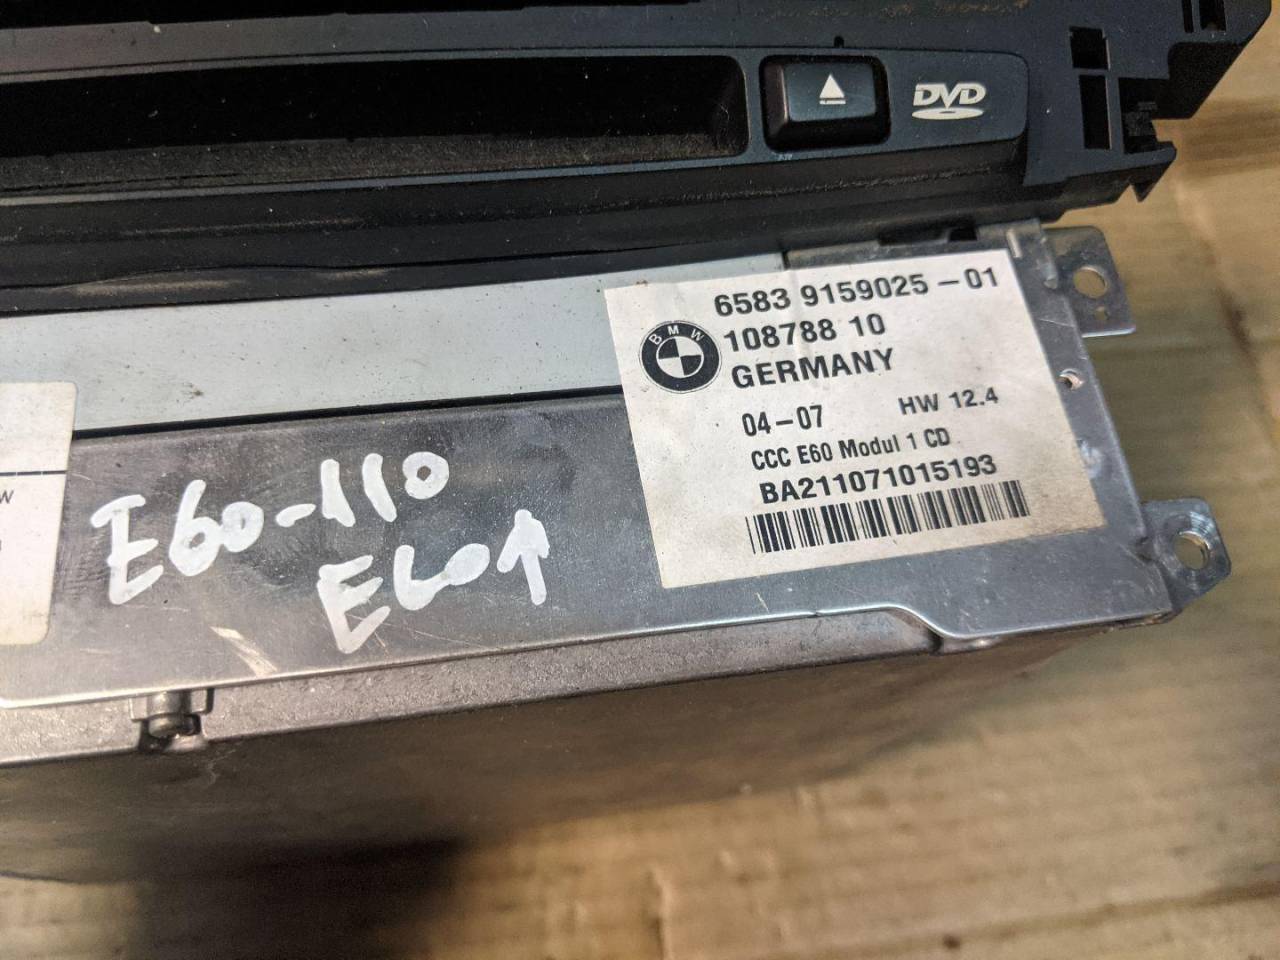 DVD
BMW
6583 9159025-01
108788 10
GERMANY
04-07 HW 12.4
CCC E60 Modul 1 CD
BA211071015193
W
E60-110